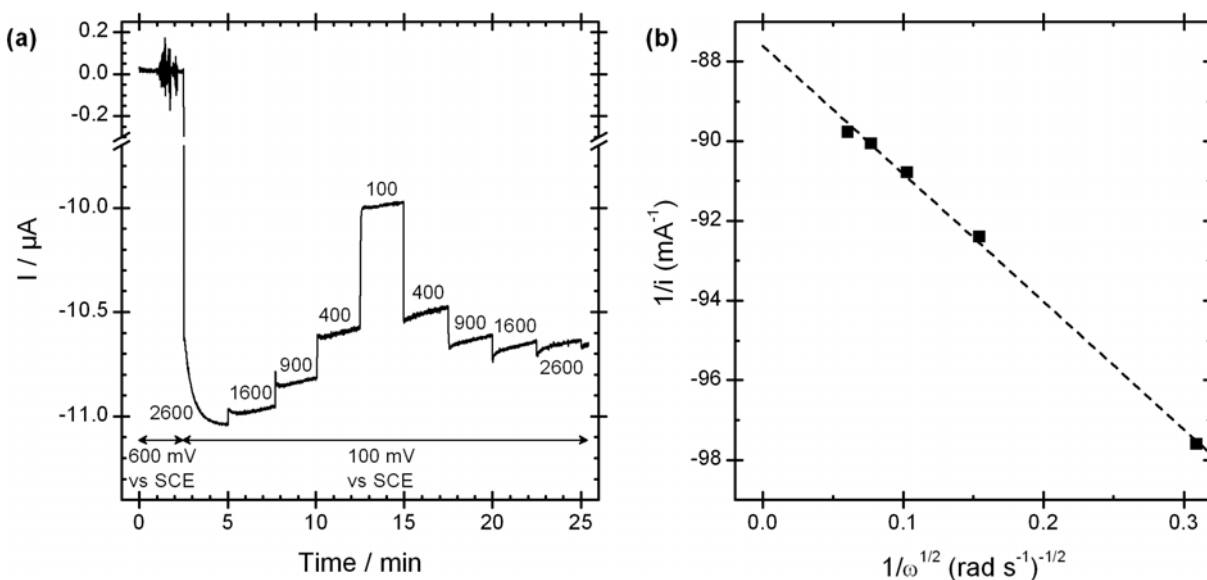 (a)
I / µA
0.2
0.0
-0.2
-10.0
-10.5
-11.0
2600
1600
900
400
100
400
900
1600
2600
600 mV
vs SCE
100 mV
vs SCE
0 5 10 15 20 25
Time / min
(b)
1/i (mA⁻¹)
-88
-90
-92
-94
-96
-98
0.0 0.1 0.2 0.3
1/ω^1/2 (rad s⁻¹)^-1/2